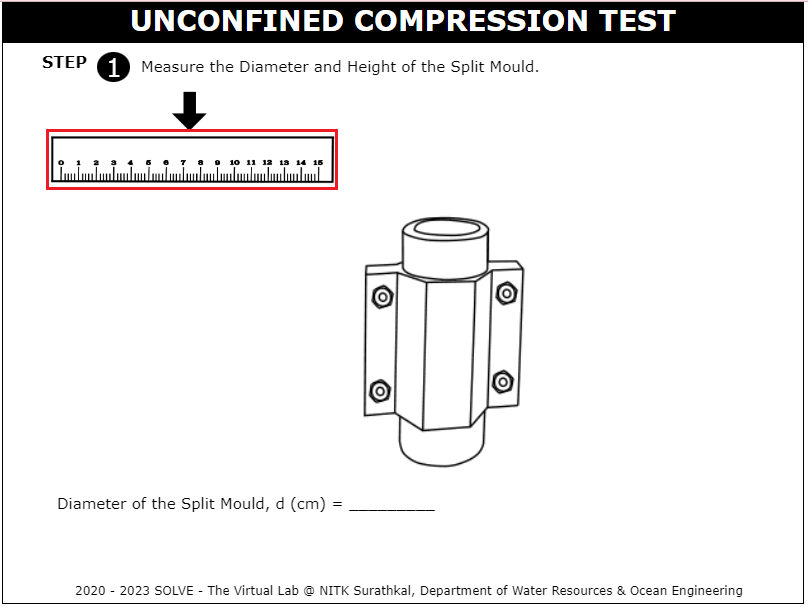 UNCONFINED COMPRESSION TEST
STEP 1 Measure the Diameter and Height of the Split Mould.
0 1 2 3 4 5 6 7 8 9 10 11 12 13 14 15
Diameter of the Split Mould, d (cm) = _________
2020 - 2023 SOLVE - The Virtual Lab @ NITK Surathkal, Department of Water Resources & Ocean Engineering